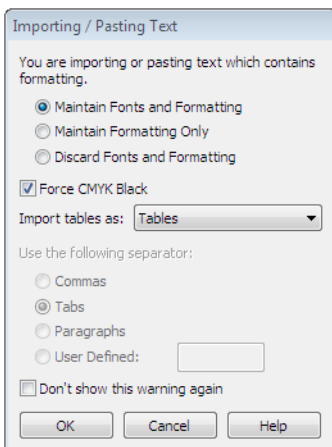 Importing / Pasting Text
You are importing or pasting text which contains
formatting.
Maintain Fonts and Formatting
Maintain Formatting Only
Discard Fonts and Formatting
Force CMYK Black
Import tables as: Tables
Use the following separator:
Commas
Tabs
Paragraphs
User Defined:
Don't show this warning again
OK Cancel Help